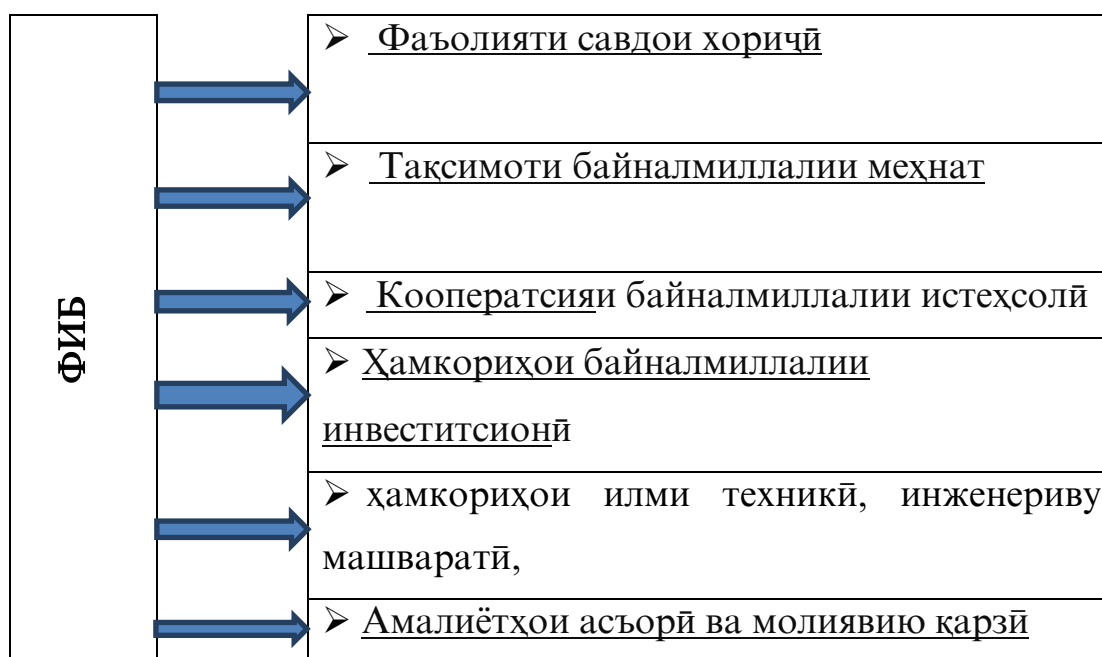 ФИБ
➢ Фаъолияти савдои хориҷӣ
➢ Тақсимоти байналмиллалии меҳнат
➢ Кооператсияи байналмиллалии истеҳсолӣ
➢ Ҳамкориҳои байналмиллалии
инвеститсионӣ
➢ ҳамкориҳои илми техникӣ, инженериву
машваратӣ,
➢ Амалиётҳои асъорӣ ва молиявию қарзӣ